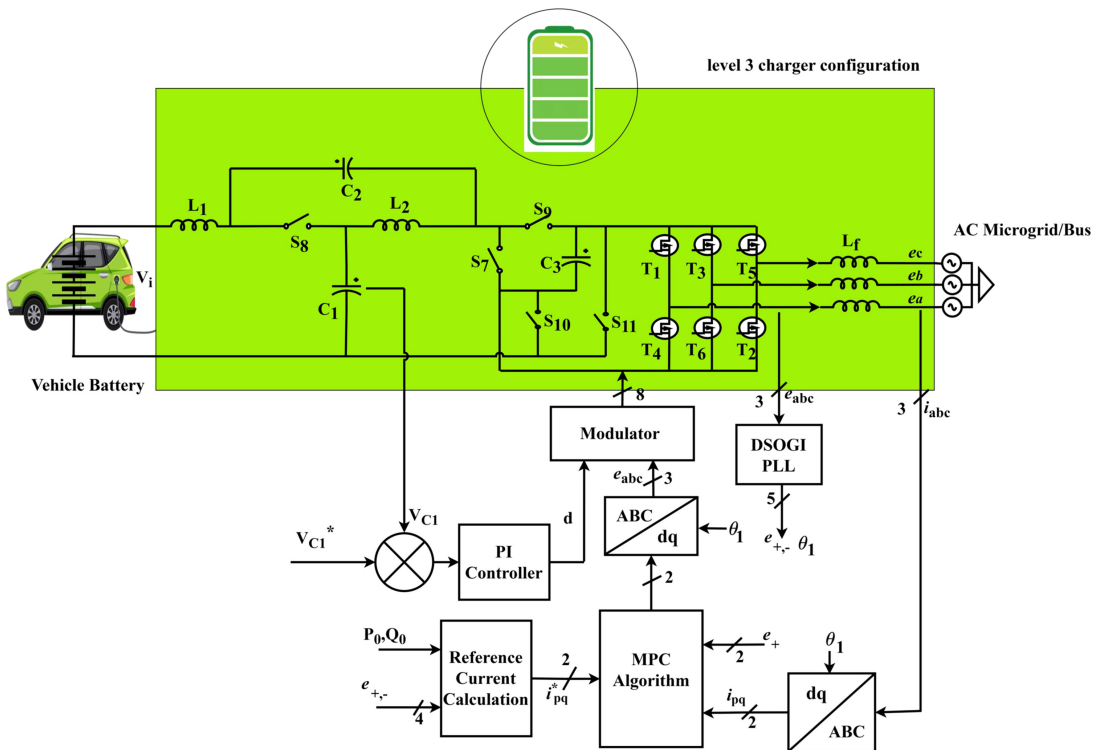 level 3 charger configuration
C2
L1
L2
S9
S8
AC Microgrid/Bus
Lf
ec
S7
C3
T1
T3
T5
Vi
eb
C1
ea
S10
S11
T4
T6
T2
Vehicle Battery
8
3
eabc
3
iabc
Modulator
DSOGI
PLL
eabc
3
5
VC1
d
ABC
dq
θ1
e+,- θ1
VC1*
PI
Controller
2
P0,Q0
θ1
e+
Reference
Current
Calculation
2
MPC
Algorithm
2
e+,-
i*pq
ipq
dq
4
2
ABC